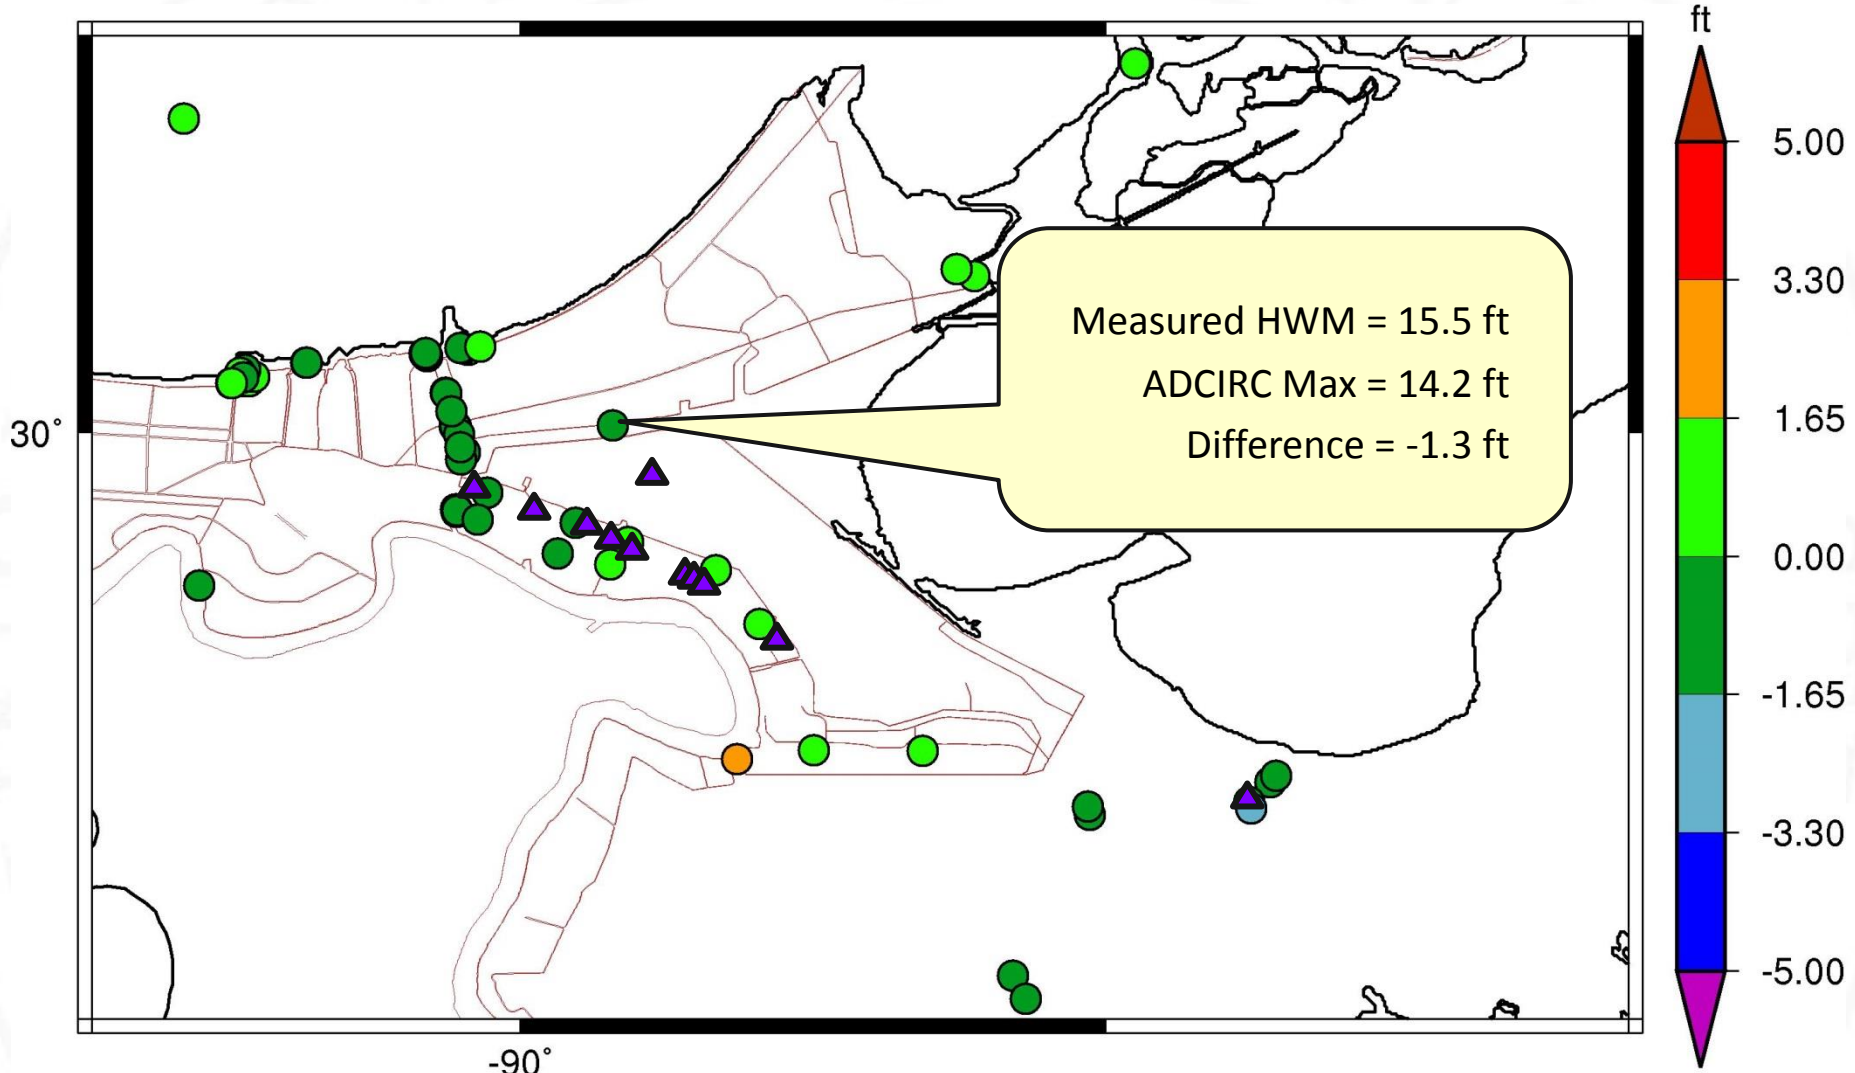 ft
5.00
3.30
1.65
0.00
-1.65
-3.30
-5.00
Measured HWM = 15.5 ft
ADCIRC Max = 14.2 ft
Difference = -1.3 ft
30°
-90°